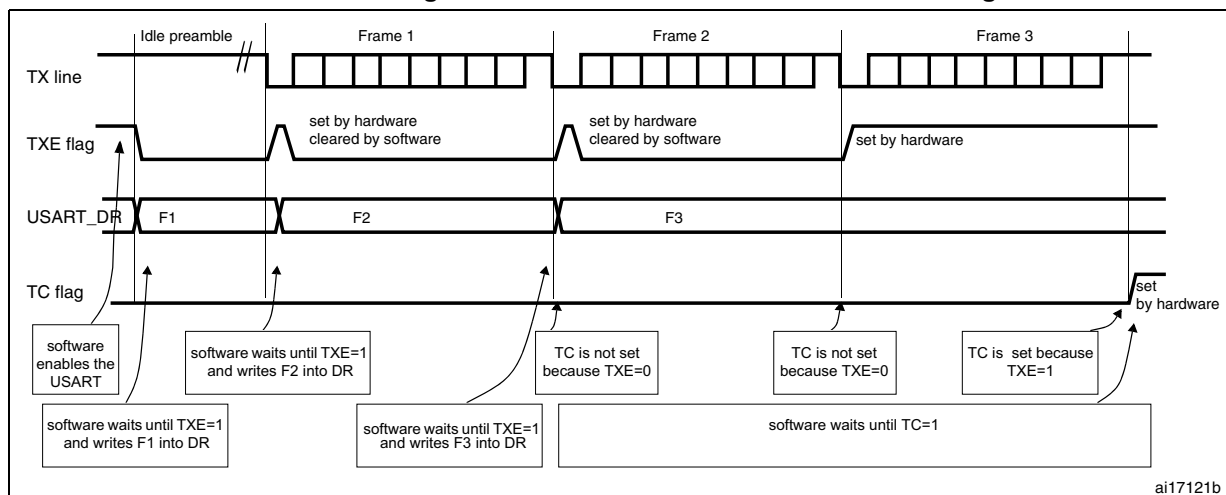 Idle preamble
Frame 1
Frame 2
Frame 3
TX line
TXE flag
set by hardware
cleared by software
set by hardware
cleared by software
set by hardware
USART_DR
F1
F2
F3
TC flag
set
by hardware
software
enables the
USART
software waits until TXE=1
and writes F2 into DR
TC is not set
because TXE=0
TC is not set
because TXE=0
TC is set because
TXE=1
software waits until TXE=1
and writes F1 into DR
software waits until TXE=1
and writes F3 into DR
software waits until TC=1
ai17121b